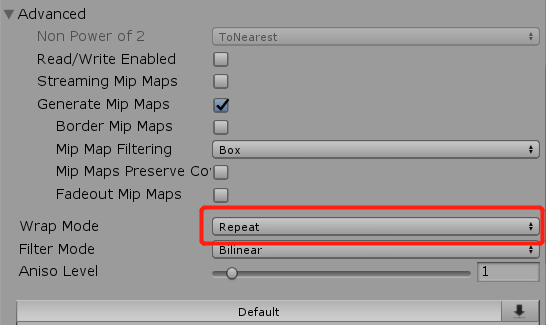 Advanced
Non Power of 2 ToNearest
Read/Write Enabled
Streaming Mip Maps
Generate Mip Maps
Border Mip Maps
Mip Map Filtering Box
Mip Maps Preserve Co
Fadeout Mip Maps
Wrap Mode Repeat
Filter Mode Bilinear
Aniso Level 1
Default